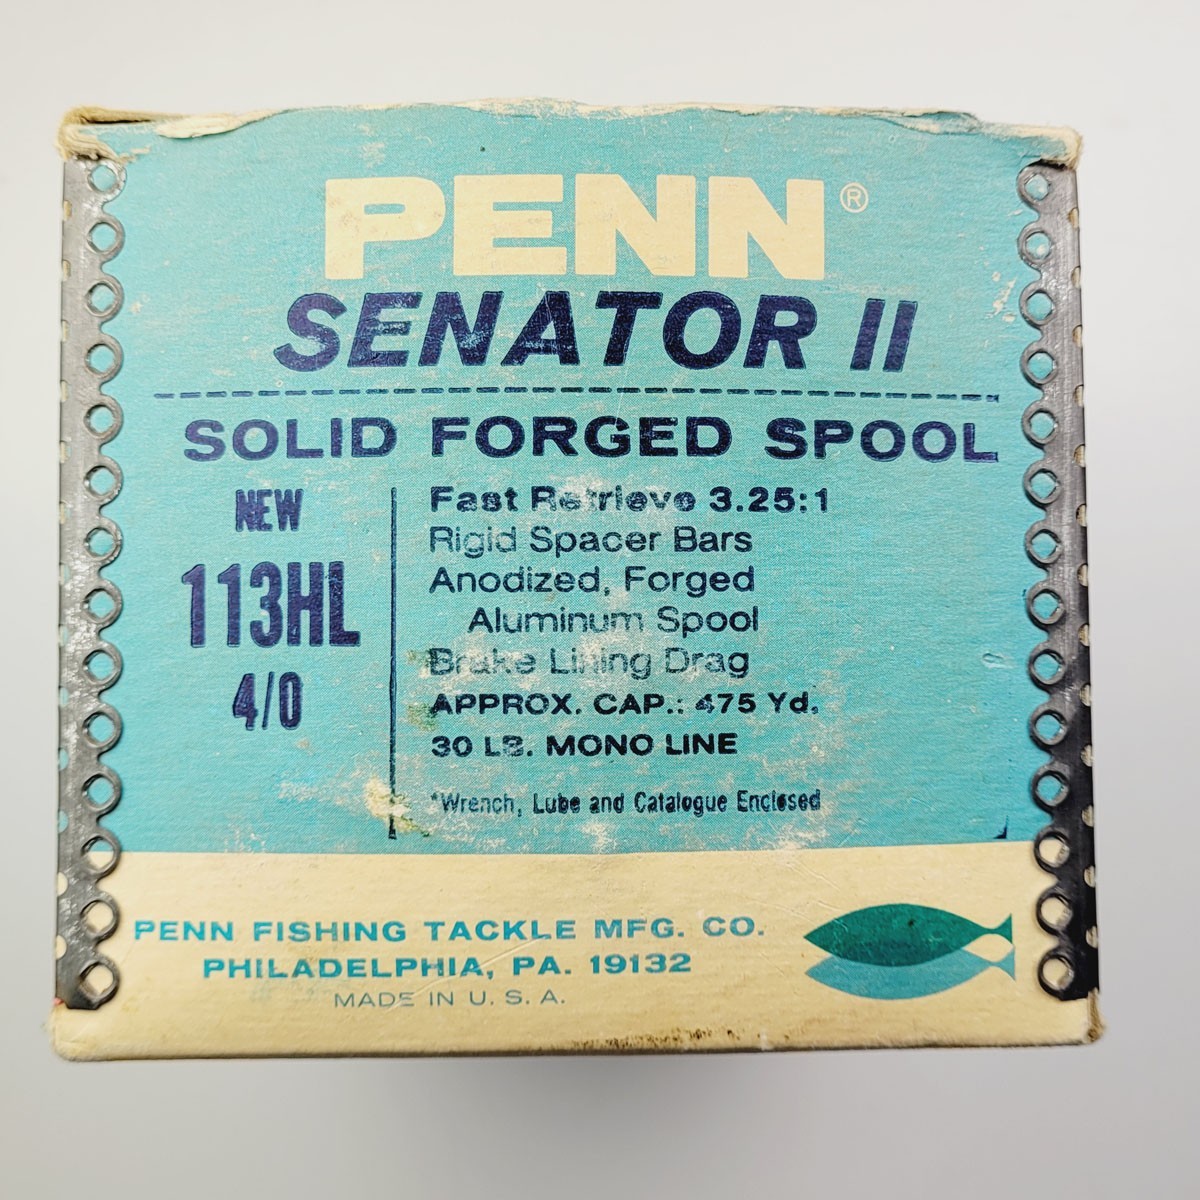 PENN®
SENATOR II
SOLID FORGED SPOOL
NEW
113HL
4/0
Fast Retrieve 3.25:1
Rigid Spacer Bars
Anodized, Forged
Aluminum Spool
Brake Lining Drag
APPROX. CAP.: 475 Yd.
30 LB. MONO LINE
*Wrench, Lube and Catalogue Enclosed
PENN FISHING TACKLE MFG. CO.
PHILADELPHIA, PA. 19132
MADE IN U. S. A.